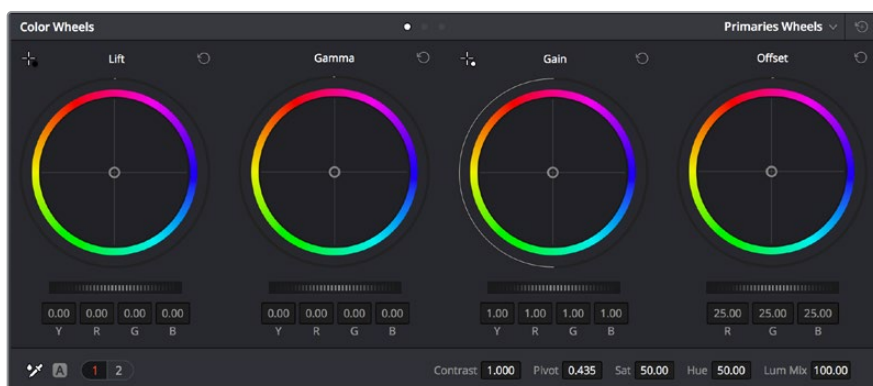 Color Wheels Primaries Wheels
Lift Gamma Gain Offset
0.00 0.00 0.00 0.00 0.00 0.00 0.00 0.00 1.00 1.00 1.00 1.00 25.00 25.00 25.00
Y R G B Y R G B Y R G B R G B
A 1 2 Contrast 1.000 Pivot 0.435 Sat 50.00 Hue 50.00 Lum Mix 100.00